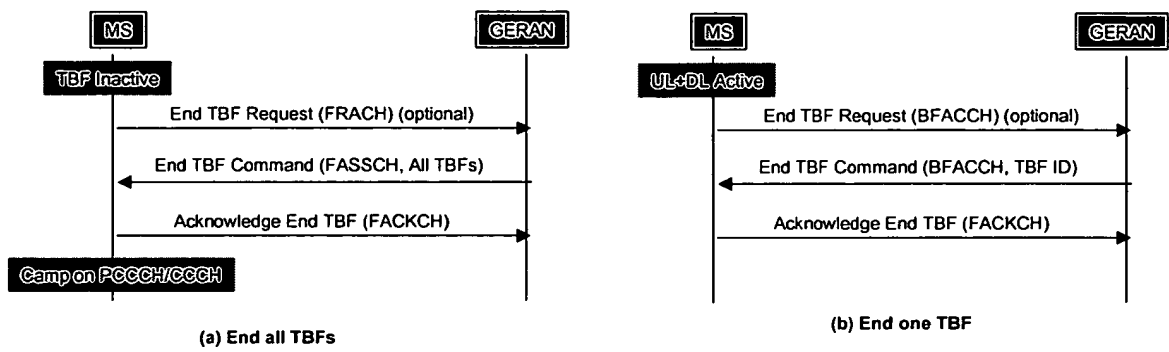 MS
GERAN
TBF Inactive
End TBF Request (FRACH) (optional)
End TBF Command (FASSCH, All TBFs)
Acknowledge End TBF (FACKCH)
Camp on PCCCH/CCCH
(a) End all TBFs
MS
GERAN
UL+DL Active
End TBF Request (BFACCH) (optional)
End TBF Command (BFACCH, TBF ID)
Acknowledge End TBF (FACKCH)
(b) End one TBF